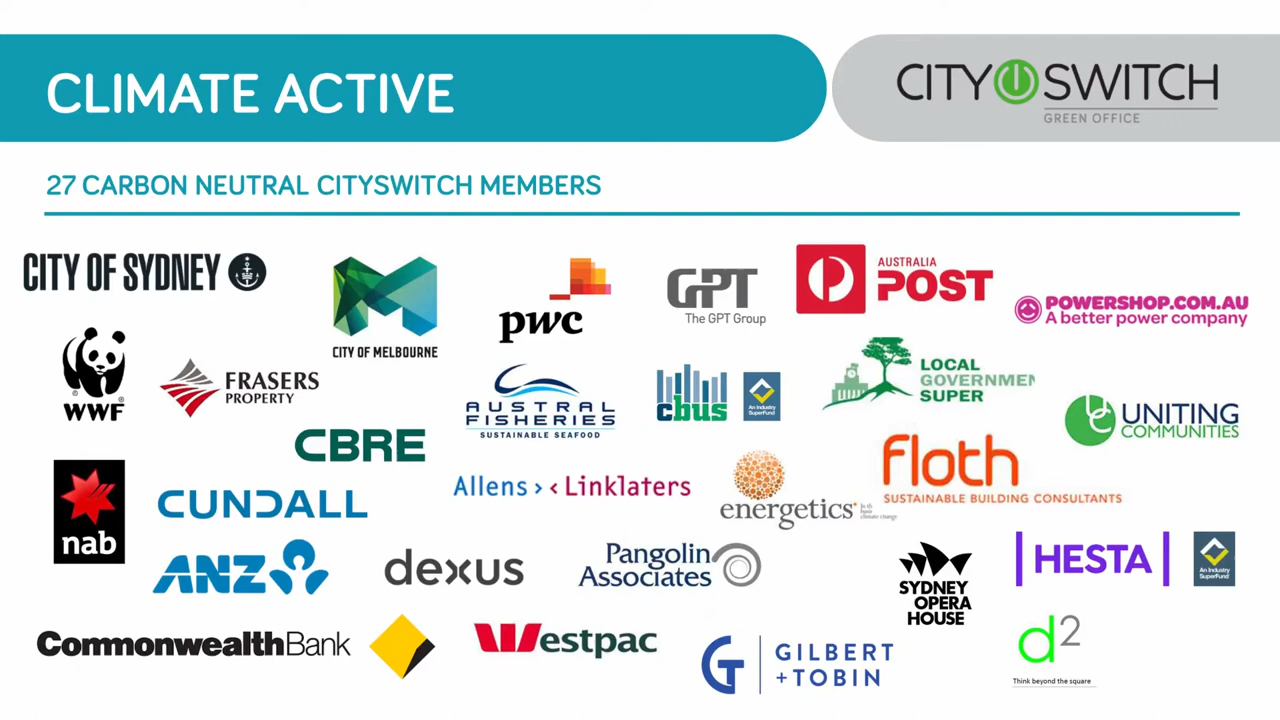 CLIMATE ACTIVE
CITY SWITCH
GREEN OFFICE
27 CARBON NEUTRAL CITYSWITCH MEMBERS
CITY OF SYDNEY
CITY OF MELBOURNE
pwc
GPT
The GPT Group
AUSTRALIA
POST
POWERSHOP.COM.AU
A better power company
WWF
FRASERS
PROPERTY
AUSTRAL
FISHERIES
SUSTAINABLE SEAFOOD
cbus
An Industry
SuperFund
LOCAL
GOVERNMEN
SUPER
UNITING
COMMUNITIES
CBRE
nab
CUNDALL
Allens > < Linklaters
energetics
floth
SUSTAINABLE BUILDING CONSULTANTS
ANZ
dexus
Pangolin
Associates
SYDNEY
OPERA
HOUSE
HESTA
An Industry
SuperFund
CommonwealthBank
Westpac
GT
GILBERT
+TOBIN
d2
Think beyond the square